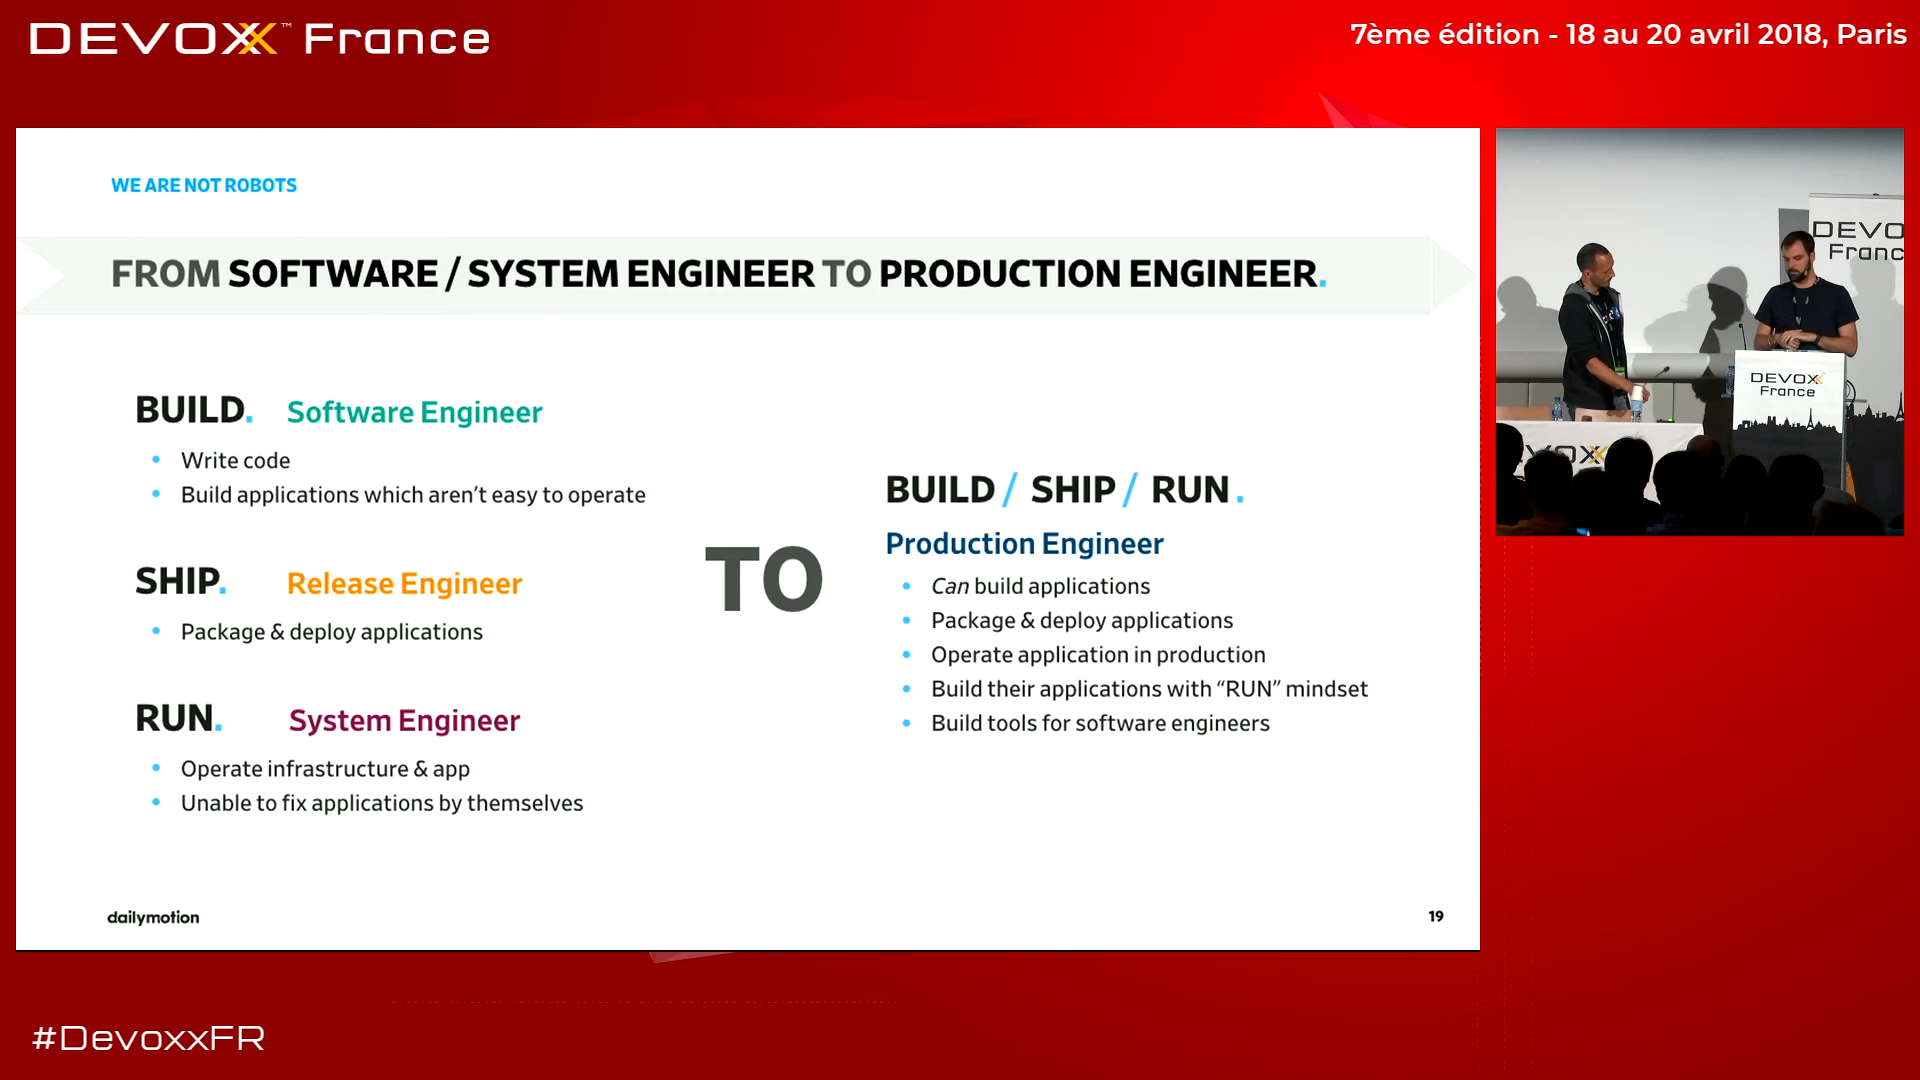 DEVOXX™ France
7ème édition - 18 au 20 avril 2018, Paris
WE ARE NOT ROBOTS
FROM SOFTWARE / SYSTEM ENGINEER TO PRODUCTION ENGINEER.
BUILD. Software Engineer
• Write code
• Build applications which aren't easy to operate
SHIP. Release Engineer
• Package & deploy applications
RUN. System Engineer
• Operate infrastructure & app
• Unable to fix applications by themselves
TO
BUILD / SHIP / RUN.
Production Engineer
• Can build applications
• Package & deploy applications
• Operate application in production
• Build their applications with “RUN” mindset
• Build tools for software engineers
dailymotion
19
DEVO
Franc
DEVOXX
France
VOXX
#DevoxxFR